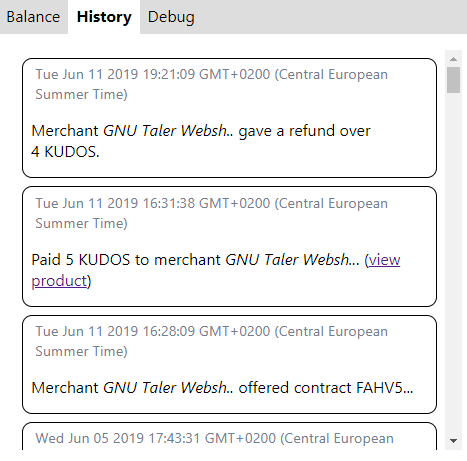 Balance History Debug
Tue Jun 11 2019 19:21:09 GMT+0200 (Central European
Summer Time)
Merchant GNU Taler Websh.. gave a refund over
4 KUDOS.
Tue Jun 11 2019 16:31:38 GMT+0200 (Central European
Summer Time)
Paid 5 KUDOS to merchant GNU Taler Websh... (view
product)
Tue Jun 11 2019 16:28:09 GMT+0200 (Central European
Summer Time)
Merchant GNU Taler Websh.. offered contract FAHV5...
Wed Jun 05 2019 17:43:31 GMT+0200 (Central European